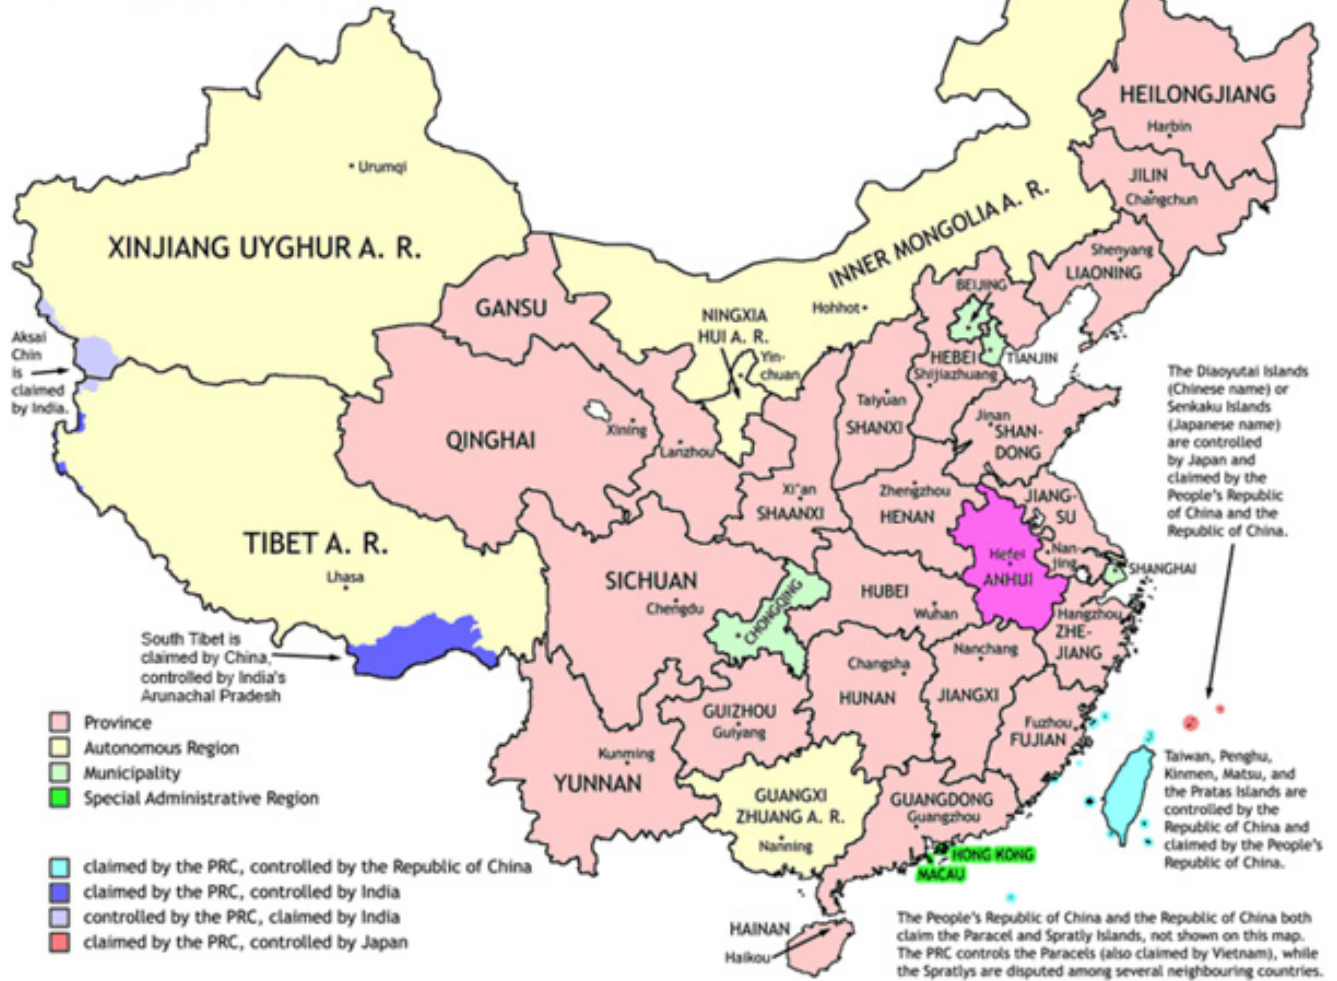 HEILONGJIANG
Harbin
JILIN
Changchun
Urumqi
XINJIANG UYGHUR A. R.
INNER MONGOLIA A. R.
Shenyang
LIAONING
BEIJING
GANSU
NINGXIA
HUI A. R.
Hohhot
Yin-
chuan
HEBEI
TIANJIN
Shijiazhuang
Aksai
Chin
is
claimed
by India.
The Diaoyutai Islands
(Chinese name) or
Senkaku Islands
(Japanese name)
are controlled
by Japan and
claimed by the
People's Republic
of China and the
Republic of China.
Taiyuan
SHANXI
Jinan
SHAN-
DONG
QINGHAI
Xining
Lanzhou
Xi'an
SHAANXI
Zhengzhou
HENAN
JIANG-
SU
Nan-
jing
Hefei
ANHUI
SHANGHAI
TIBET A. R.
Lhasa
SICHUAN
Chengdu
CHONGQING
HUBEI
Wuhan
Hangzhou
ZHE-
JIANG
South Tibet is
claimed by China,
controlled by India's
Arunachal Pradesh
Changsha
HUNAN
Nanchang
JIANGXI
GUIZHOU
Guiyang
Fuzhou
FUJIAN
Kunming
YUNNAN
GUANGXI
ZHUANG A. R.
Nanning
GUANGDONG
Guangzhou
HONG KONG
MACAU
Taiwan, Penghu,
Kinmen, Matsu, and
the Pratas Islands are
controlled by the
Republic of China and
claimed by the People's
Republic of China.
HAINAN
Haikou
Province
Autonomous Region
Municipality
Special Administrative Region
claimed by the PRC, controlled by the Republic of China
claimed by the PRC, controlled by India
controlled by the PRC, claimed by India
claimed by the PRC, controlled by Japan
The People's Republic of China and the Republic of China both
claim the Paracel and Spratly Islands, not shown on this map.
The PRC controls the Paracels (also claimed by Vietnam), while
the Spratlys are disputed among several neighbouring countries.